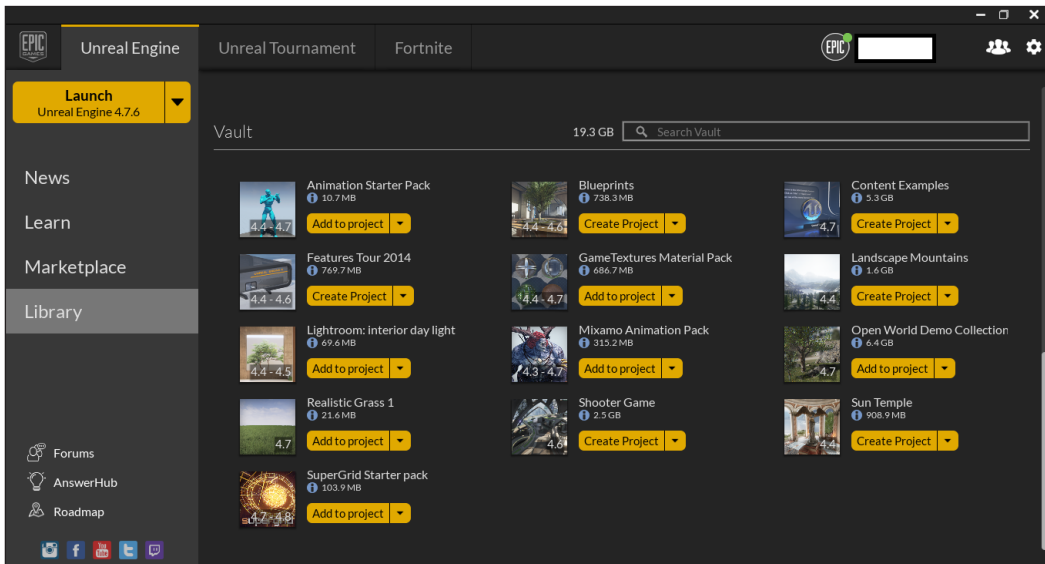 EPIC
GAMES
Unreal Engine
Unreal Tournament
Fortnite
EPIC
Launch
Unreal Engine 4.7.6
News
Learn
Marketplace
Library
Forums
AnswerHub
Roadmap
Vault
19.3 GB
Search Vault
Animation Starter Pack
10.7 MB
Add to project
4.4 - 4.7
Blueprints
738.3 MB
Create Project
4.4 - 4.6
Content Examples
5.3 GB
Create Project
4.7
Features Tour 2014
769.7 MB
Create Project
4.4 - 4.6
GameTextures Material Pack
686.7 MB
Add to project
4.4 - 4.7
Landscape Mountains
1.6 GB
Create Project
4.4
Lightroom: interior day light
69.6 MB
Add to project
4.4 - 4.5
Mixamo Animation Pack
315.2 MB
Add to project
4.3 - 4.7
Open World Demo Collection
6.4 GB
Add to project
4.7
Realistic Grass 1
21.6 MB
Add to project
4.7
Shooter Game
2.5 GB
Create Project
4.6
Sun Temple
908.9 MB
Create Project
4.4
SuperGrid Starter pack
103.9 MB
Add to project
4.7 - 4.8
You
Tube